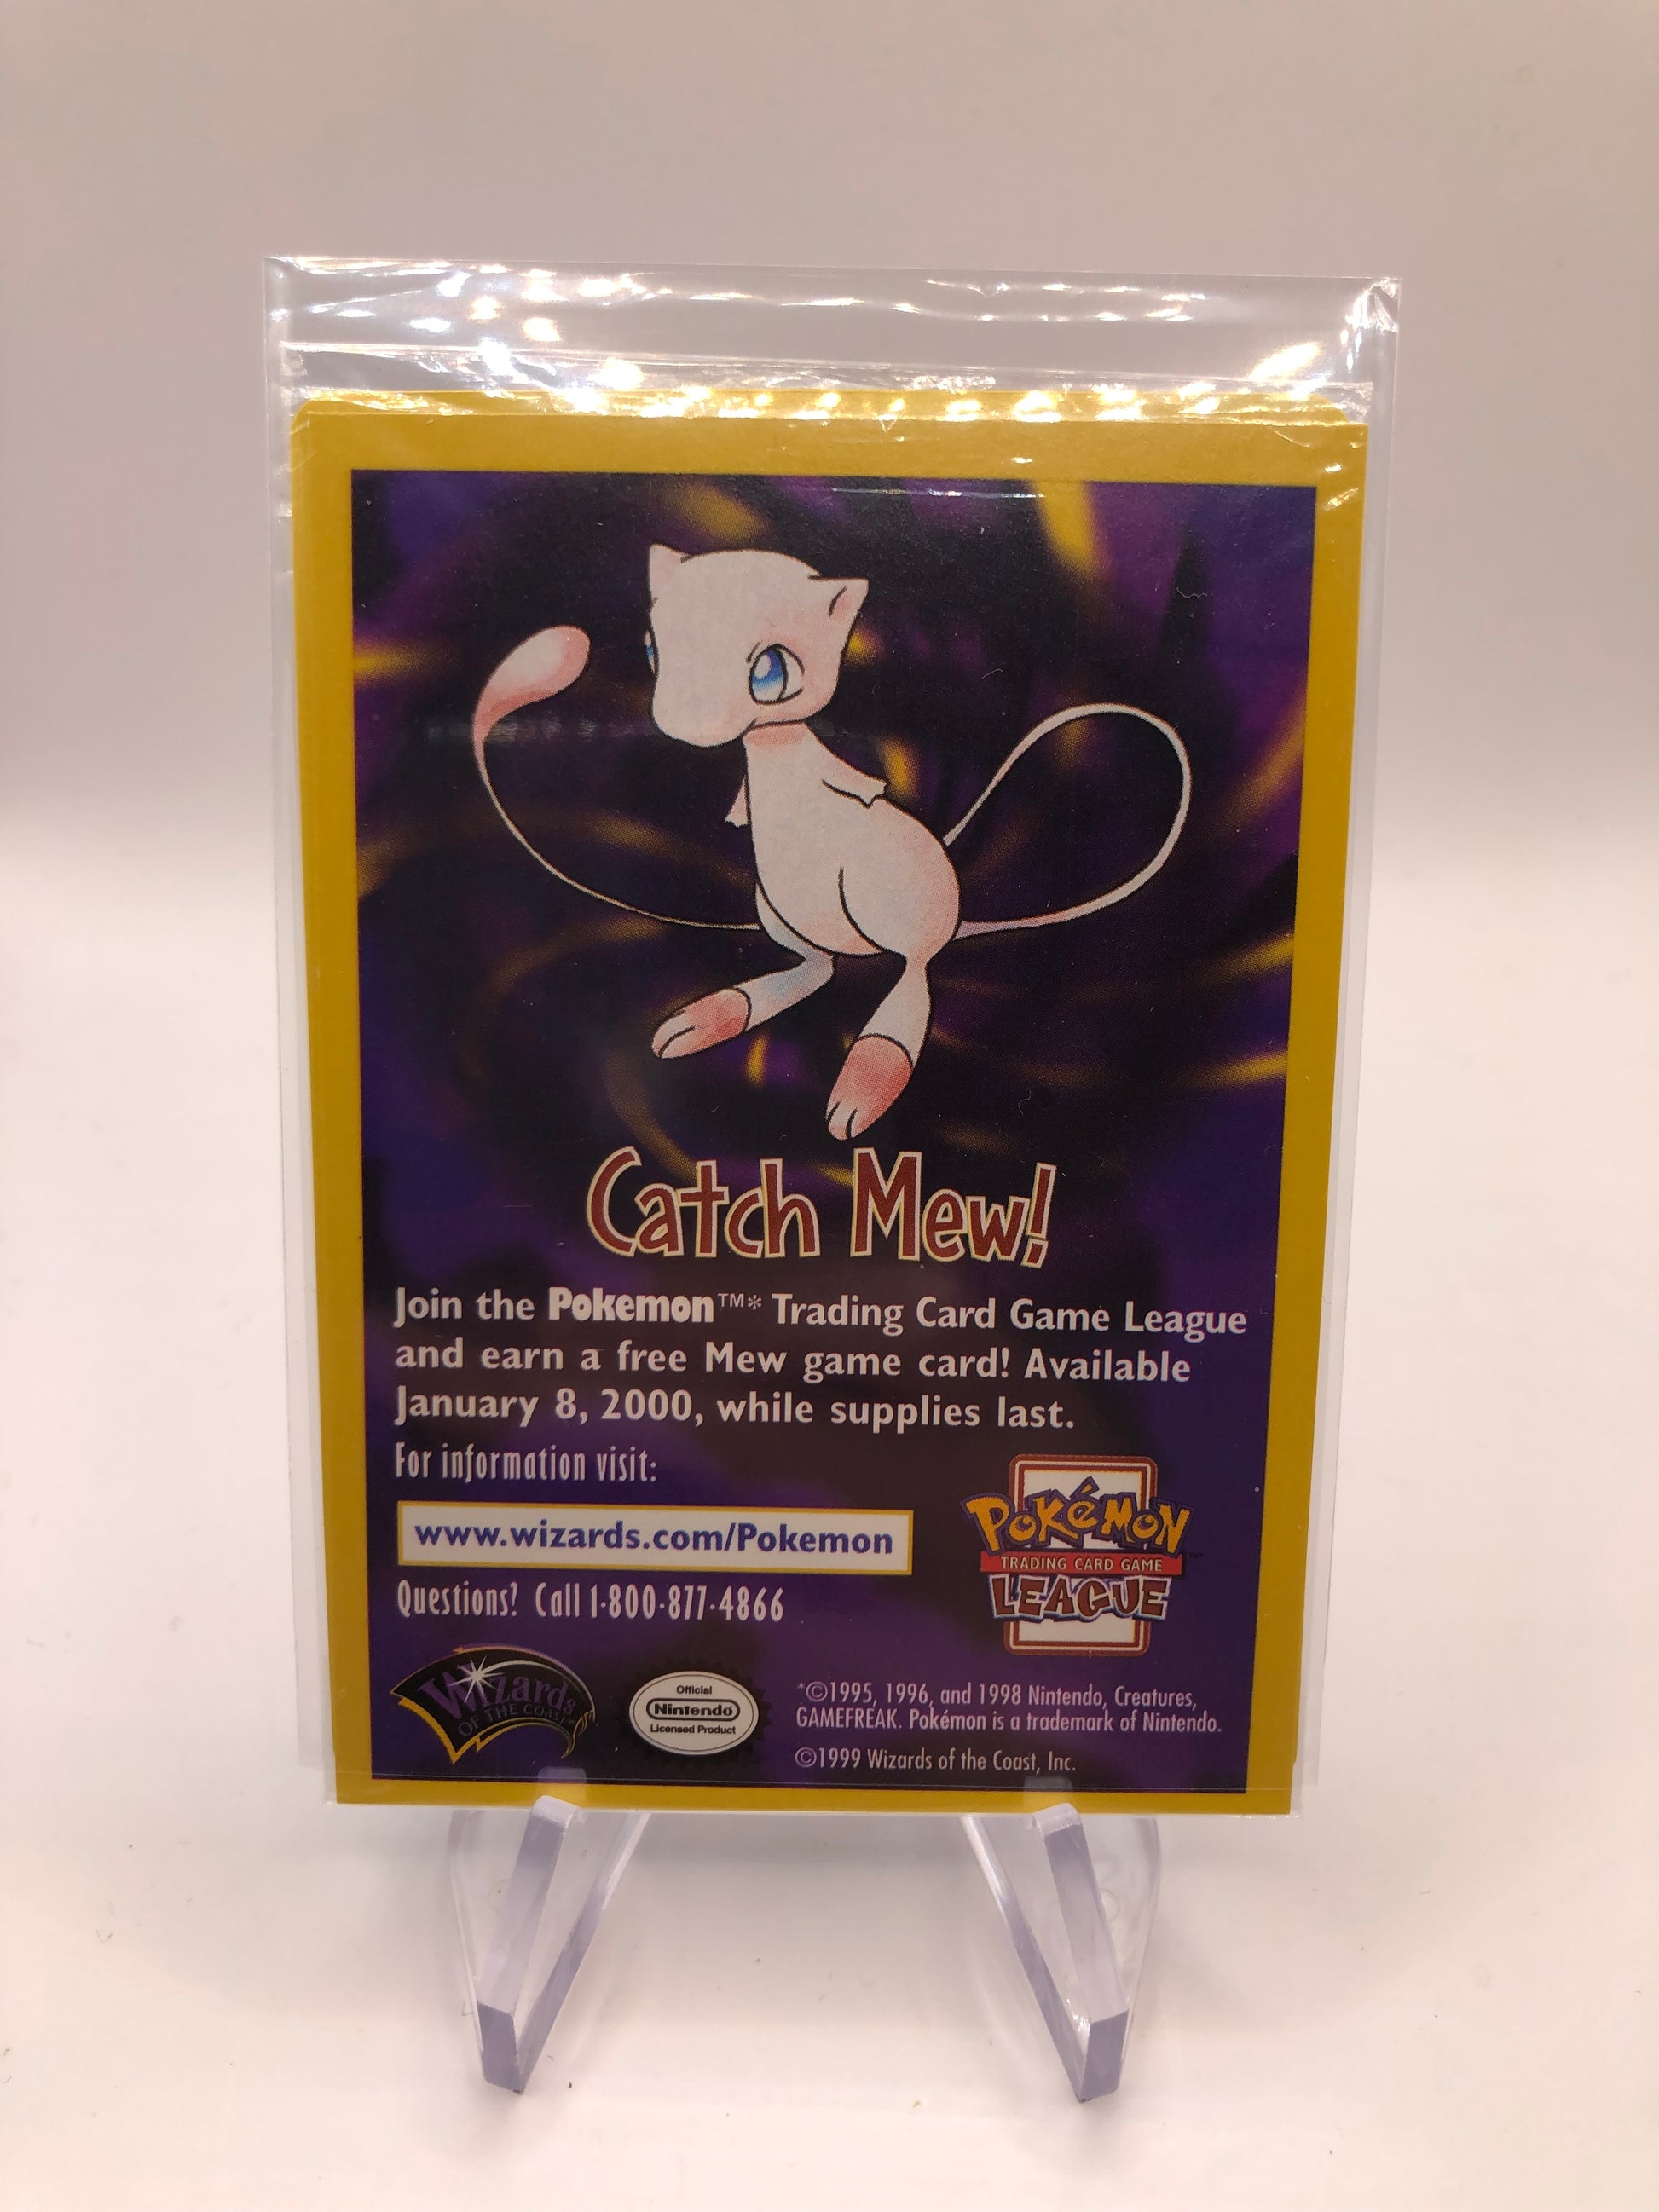 Catch Mew!
Join the Pokemon™* Trading Card Game League
and earn a free Mew game card! Available
January 8, 2000, while supplies last.
For information visit:
www.wizards.com/Pokemon
Questions? Call 1-800-877-4866
POKéMON™
TRADING CARD GAME
LEAGUE
Wizards
OF THE COAST
Official
Nintendo
Licensed Product
*©1995, 1996, and 1998 Nintendo, Creatures,
GAMEFREAK. Pokémon is a trademark of Nintendo.
©1999 Wizards of the Coast, Inc.